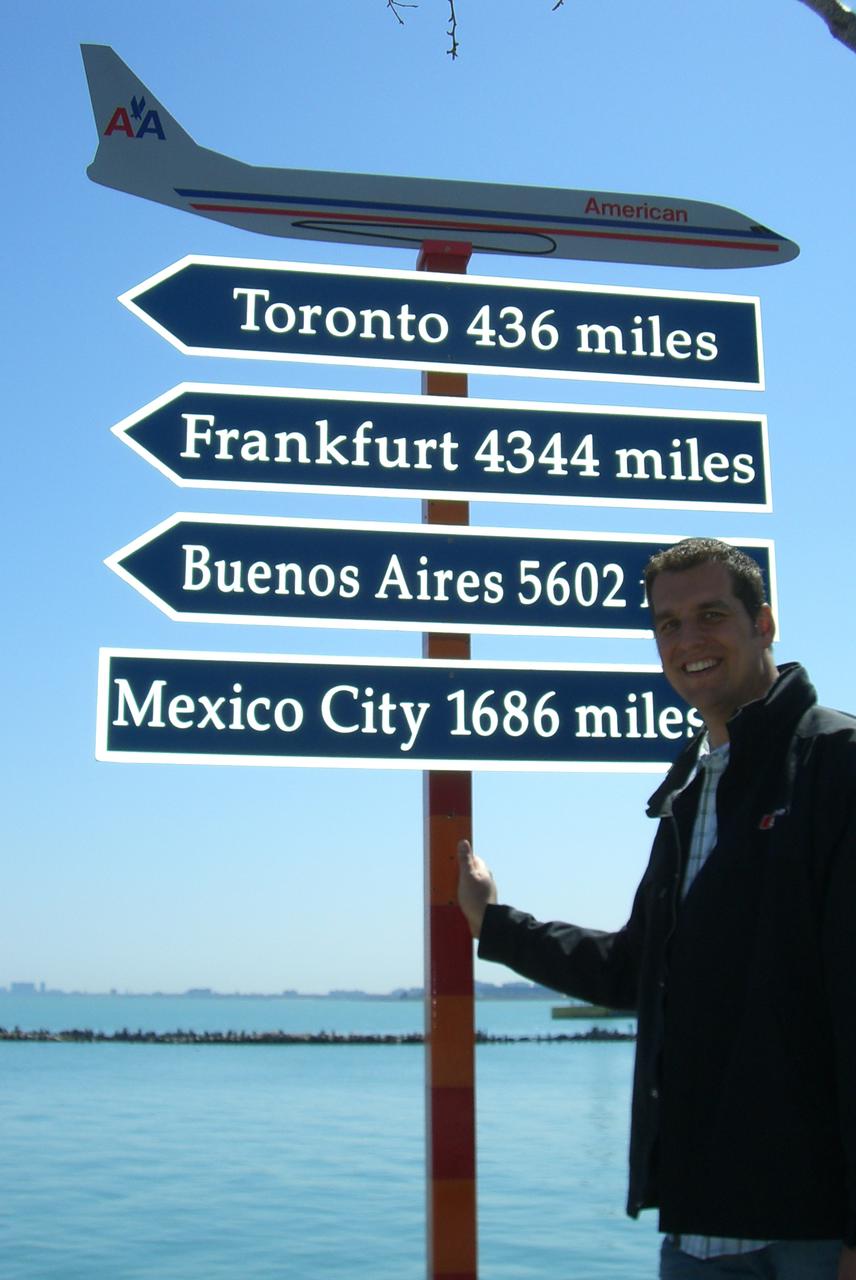 AA
American
Toronto 436 miles
Frankfurt 4344 miles
Buenos Aires 5602
Mexico City 1686 miles